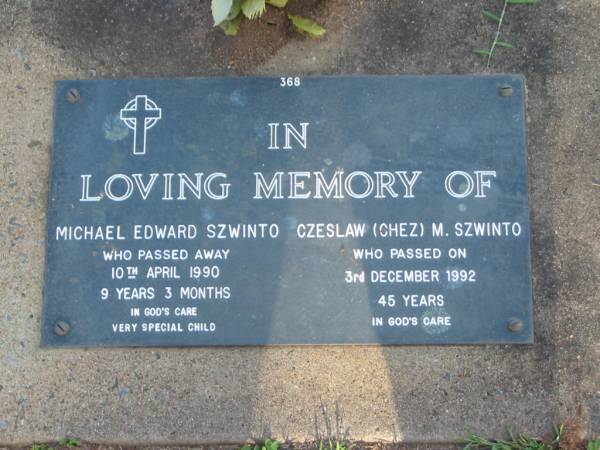 368
IN
LOVING MEMORY OF
MICHAEL EDWARD SZWINTO
WHO PASSED AWAY
10TH APRIL 1990
9 YEARS 3 MONTHS
IN GOD'S CARE
VERY SPECIAL CHILD
CZESLAW (CHEZ) M. SZWINTO
WHO PASSED ON
3rd DECEMBER 1992
45 YEARS
IN GOD'S CARE